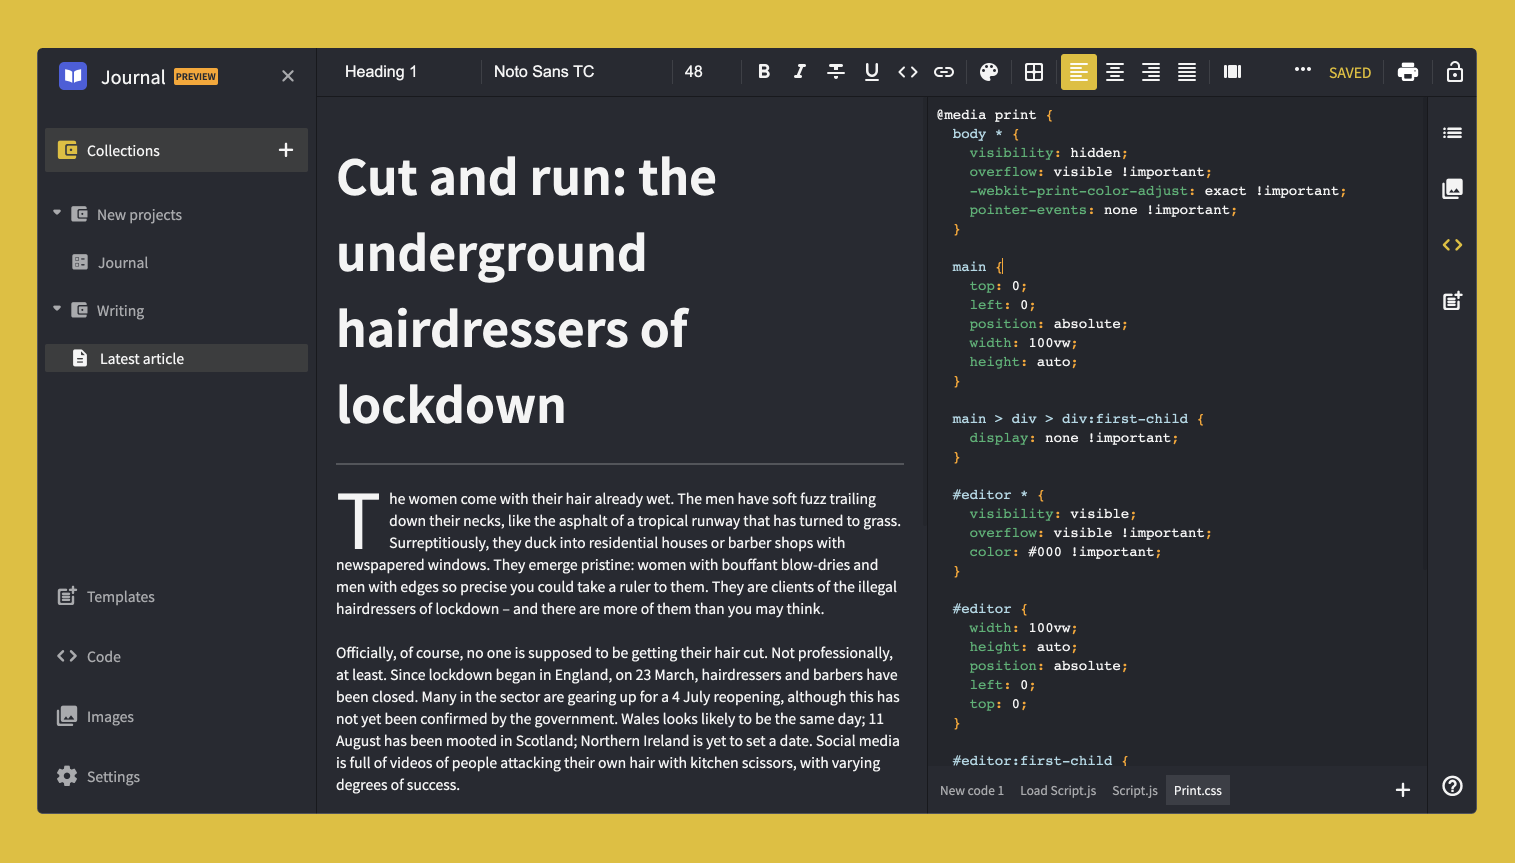 Journal PREVIEW
Collections
New projects
Journal
Writing
Latest article
Templates
Code
Images
Settings
Heading 1 Noto Sans TC 48 B I U SAVED
Cut and run: the
underground
hairdressers of
lockdown
The women come with their hair already wet. The men have soft fuzz trailing
down their necks, like the asphalt of a tropical runway that has turned to grass.
Surreptitiously, they duck into residential houses or barber shops with
newspapered windows. They emerge pristine: women with bouffant blow-dries and
men with edges so precise you could take a ruler to them. They are clients of the illegal
hairdressers of lockdown – and there are more of them than you may think.
Officially, of course, no one is supposed to be getting their hair cut. Not professionally,
at least. Since lockdown began in England, on 23 March, hairdressers and barbers have
been closed. Many in the sector are gearing up for a 4 July reopening, although this has
not yet been confirmed by the government. Wales looks likely to be the same day; 11
August has been mooted in Scotland; Northern Ireland is yet to set a date. Social media
is full of videos of people attacking their own hair with kitchen scissors, with varying
degrees of success.
@media print {
body * {
visibility: hidden;
overflow: visible !important;
-webkit-print-color-adjust: exact !important;
pointer-events: none !important;
}
main {
top: 0;
left: 0;
position: absolute;
width: 100vw;
height: auto;
}
main > div > div:first-child {
display: none !important;
}
#editor * {
visibility: visible;
overflow: visible !important;
color: #000 !important;
}
#editor {
width: 100vw;
height: auto;
position: absolute;
left: 0;
top: 0;
}
#editor:first-child {
New code 1 Load Script.js Script.js Print.css